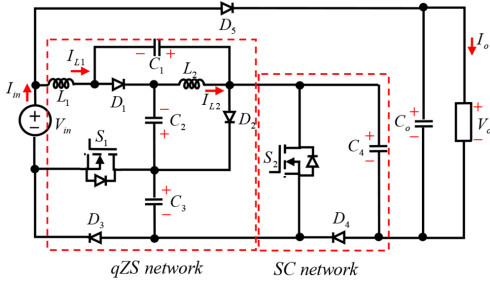 D5
IL1
− C1 +
Io
Iin
L1
D1
L2
IL2
+
−
Vin
−
C2
+
D2
S1
S2
+
C4
−
+
Co
−
+
Vo
−
+
C3
−
D3
D4
qZS network
SC network